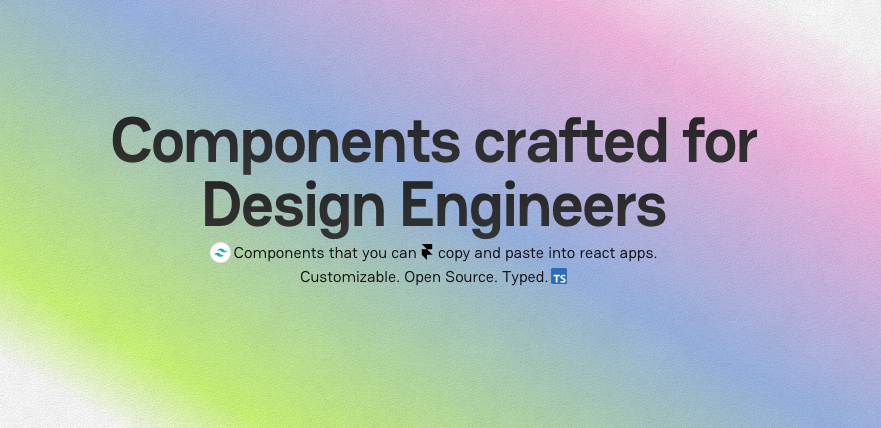 Components crafted for
Design Engineers
Components that you can copy and paste into react apps.
Customizable. Open Source. Typed. TS